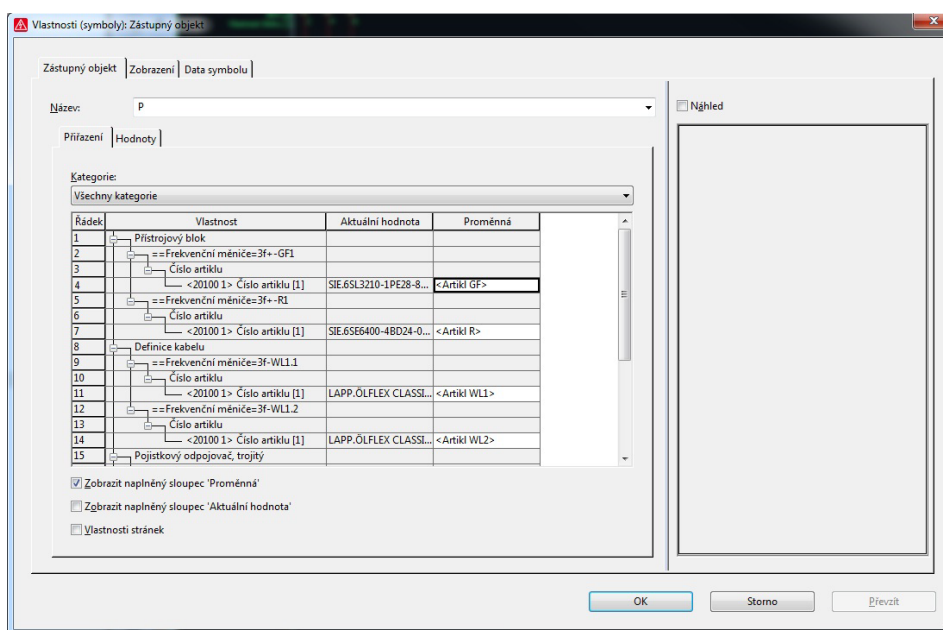 Vlastnosti (symboly): Zástupný objekt
Zástupný objekt Zobrazení Data symbolu
Název: P
Náhled
Přiřazení Hodnoty
Kategorie:
Všechny kategorie
Řádek Vlastnost Aktuální hodnota Proměnná
1 Přístrojový blok
2 ==Frekvenční měniče=3f+-GF1
3 Číslo artiklu
4 <20100 1> Číslo artiklu [1] SIE.6SL3210-1PE28-8... <Artikl GF>
5 ==Frekvenční měniče=3f+-R1
6 Číslo artiklu
7 <20100 1> Číslo artiklu [1] SIE.6SE6400-4BD24-0... <Artikl R>
8 Definice kabelu
9 ==Frekvenční měniče=3f-WL1.1
10 Číslo artiklu
11 <20100 1> Číslo artiklu [1] LAPP.ÖLFLEX CLASSI... <Artikl WL1>
12 ==Frekvenční měniče=3f-WL1.2
13 Číslo artiklu
14 <20100 1> Číslo artiklu [1] LAPP.ÖLFLEX CLASSI... <Artikl WL2>
15 Pojistkový odpojovač, trojitý
Zobrazit naplněný sloupec 'Proměnná'
Zobrazit naplněný sloupec 'Aktuální hodnota'
Vlastnosti stránek
OK Storno Převzít